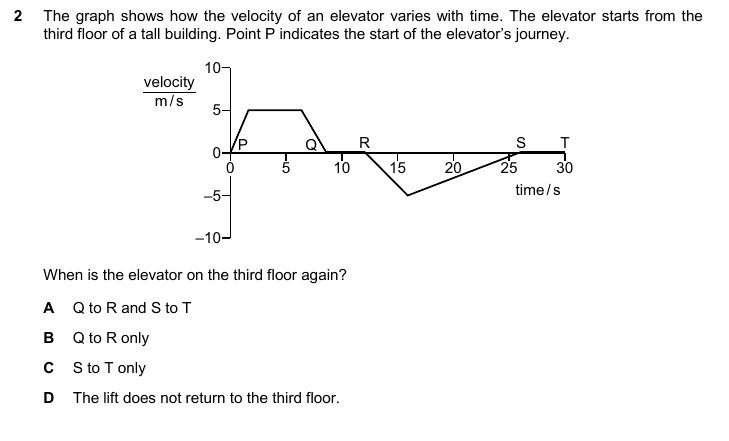 2 The graph shows how the velocity of an elevator varies with time. The elevator starts from the
third floor of a tall building. Point P indicates the start of the elevator's journey.
10
velocity
m/s
5
P Q R S T
0
0 5 10 15 20 25 30
–5
time/s
–10
When is the elevator on the third floor again?
A Q to R and S to T
B Q to R only
C S to T only
D The lift does not return to the third floor.